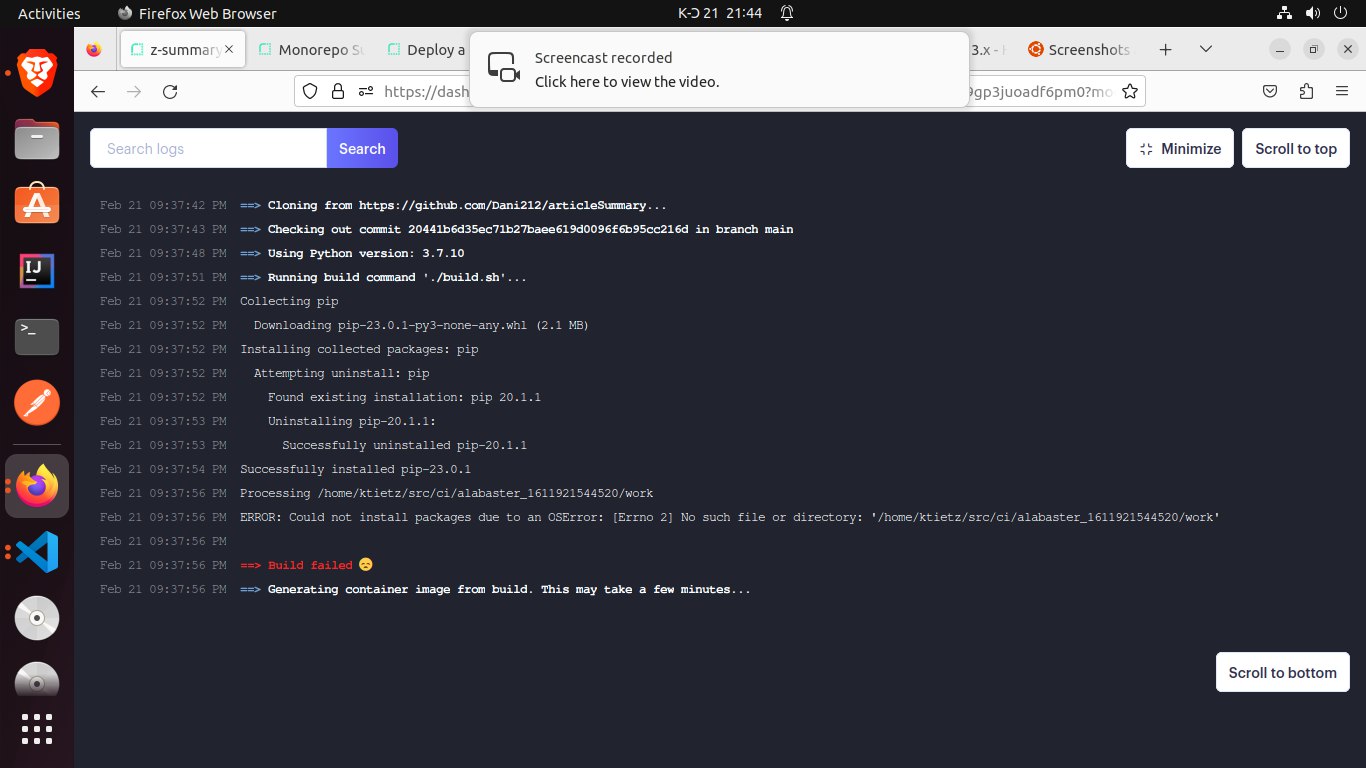 Activities
Firefox Web Browser
К-Ɔ 21 21:44
z-summary
Monorepo Su
Deploy a
3.x - H
Screenshots
Screencast recorded
Click here to view the video.
https://dash
9gp3juoadf6pm0?mo
Search logs
Search
Minimize
Scroll to top
Feb 21 09:37:42 PM ==> Cloning from https://github.com/Dani212/articleSummary...
Feb 21 09:37:43 PM ==> Checking out commit 20441b6d35ec71b27baee619d0096f6b95cc216d in branch main
Feb 21 09:37:48 PM ==> Using Python version: 3.7.10
Feb 21 09:37:51 PM ==> Running build command './build.sh'...
Feb 21 09:37:52 PM Collecting pip
Feb 21 09:37:52 PM Downloading pip-23.0.1-py3-none-any.whl (2.1 MB)
Feb 21 09:37:52 PM Installing collected packages: pip
Feb 21 09:37:52 PM Attempting uninstall: pip
Feb 21 09:37:52 PM Found existing installation: pip 20.1.1
Feb 21 09:37:53 PM Uninstalling pip-20.1.1:
Feb 21 09:37:53 PM Successfully uninstalled pip-20.1.1
Feb 21 09:37:54 PM Successfully installed pip-23.0.1
Feb 21 09:37:56 PM Processing /home/ktietz/src/ci/alabaster_1611921544520/work
Feb 21 09:37:56 PM ERROR: Could not install packages due to an OSError: [Errno 2] No such file or directory: '/home/ktietz/src/ci/alabaster_1611921544520/work'
Feb 21 09:37:56 PM
Feb 21 09:37:56 PM ==> Build failed 😞
Feb 21 09:37:56 PM ==> Generating container image from build. This may take a few minutes...
Scroll to bottom